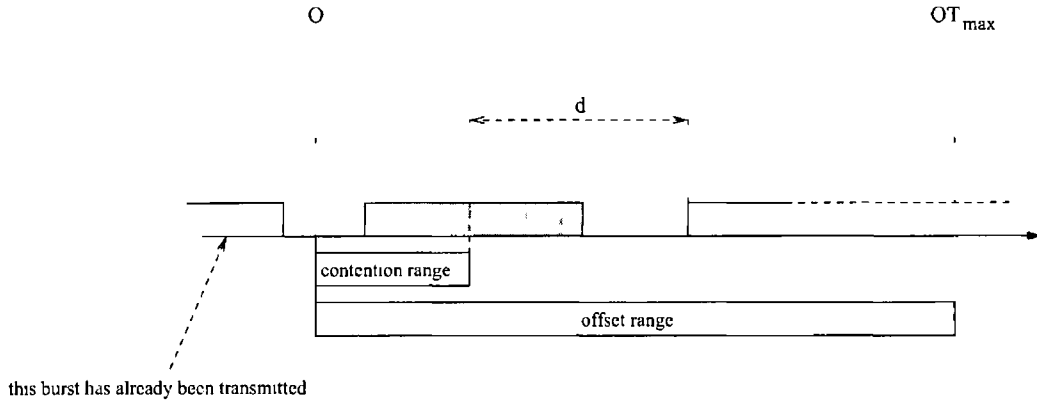 O
OT max
d
contention range
offset range
this burst has already been transmitted